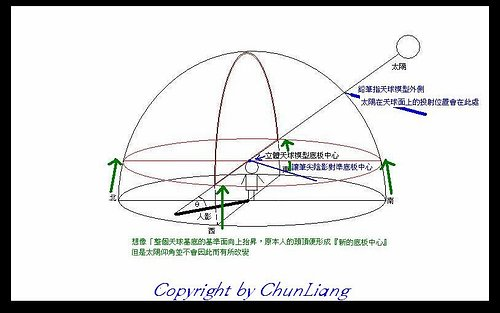 太陽
鉛筆指天球模型外側
太陽在天球面上的投射位置會在此處
立體天球模型底板中心
讓筆尖陰影對準底板中心
北
南
θ
人影
西
想像「整個天球基底的基準面向上抬昇，原本人的頭頂便形成『新的底板中心』
但是太陽仰角並不會因此而有所改變
Copyright by ChunLiang